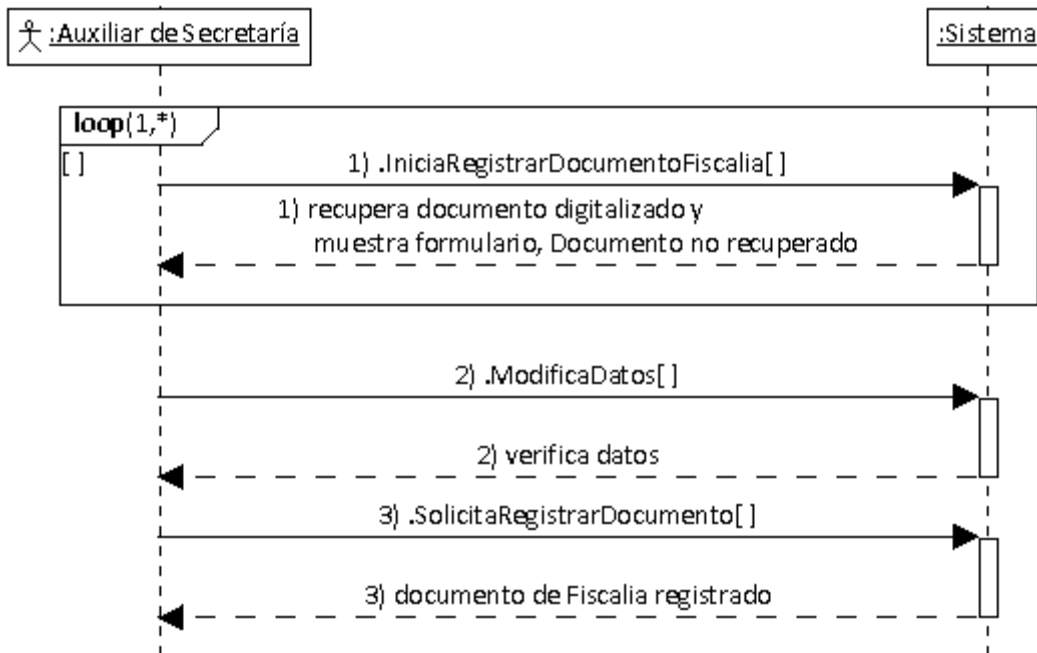 :Auxiliar de Secretaría
:Sistema
loop(1,*)
[ ]
1) .IniciaRegistrarDocumentoFiscalia[ ]
1) recupera documento digitalizado y
muestra formulario, Documento no recuperado
2) .ModificaDatos[ ]
2) verifica datos
3) .SolicitaRegistrarDocumento[ ]
3) documento de Fiscalia registrado